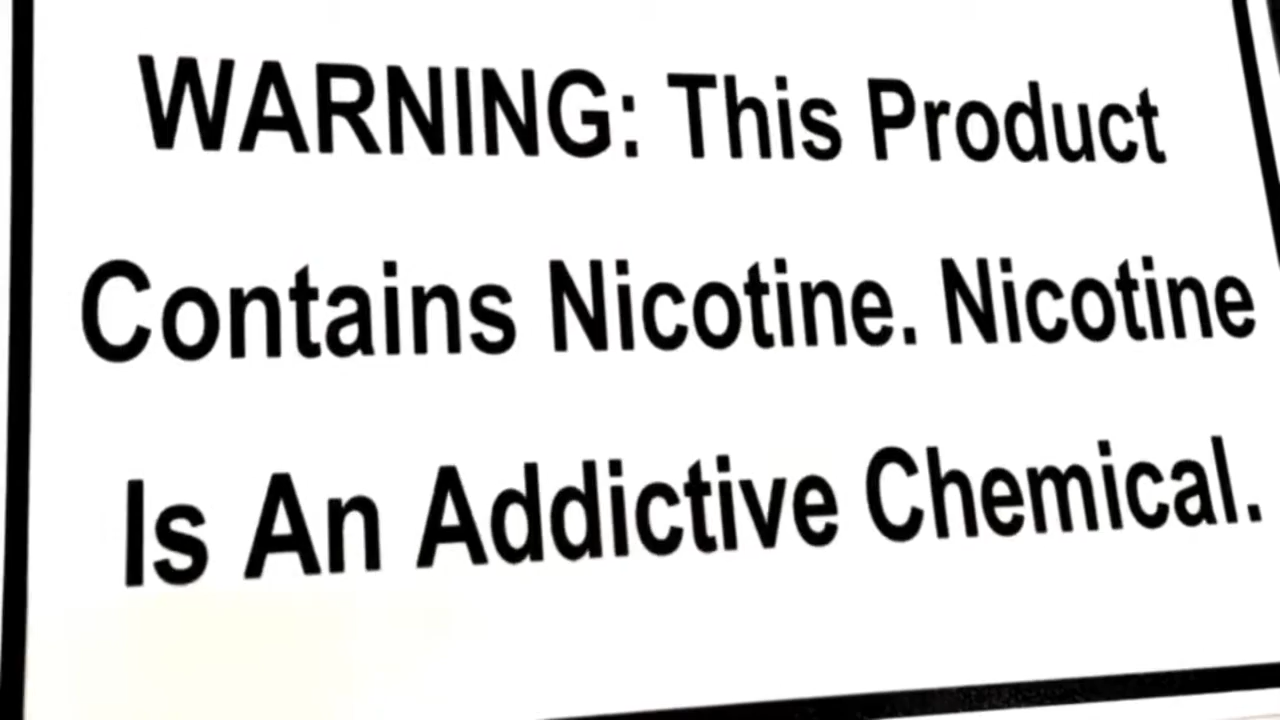 WARNING: This Product
Contains Nicotine. Nicotine
Is An Addictive Chemical.